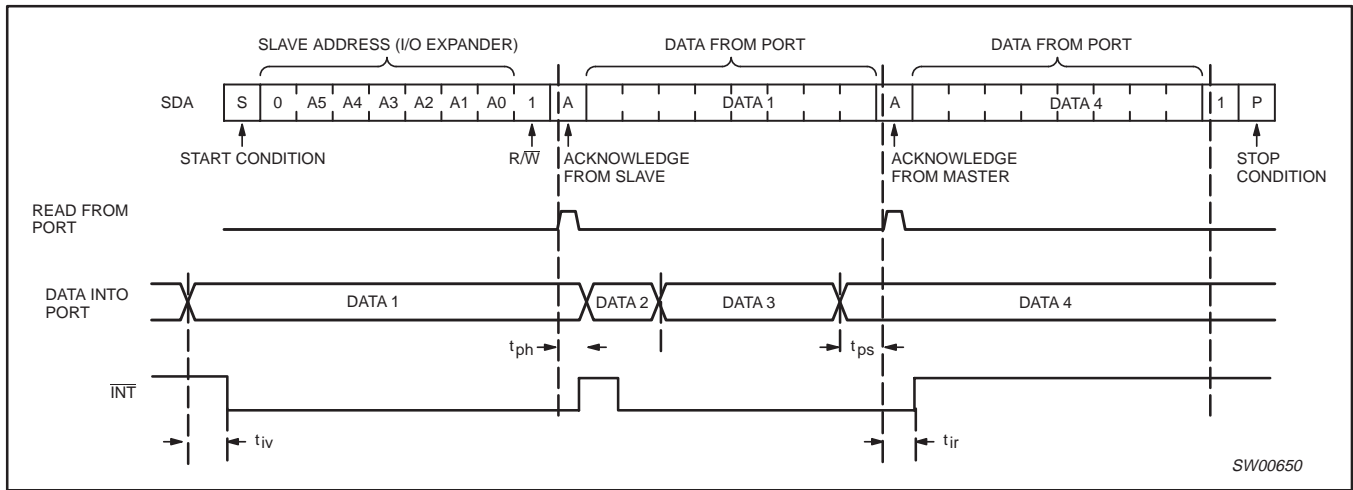 SLAVE ADDRESS (I/O EXPANDER) DATA FROM PORT DATA FROM PORT
SDA S 0 A5 A4 A3 A2 A1 A0 1 A DATA 1 A DATA 4 1 P
START CONDITION R/W̅ ACKNOWLEDGE FROM SLAVE ACKNOWLEDGE FROM MASTER STOP CONDITION
READ FROM PORT
DATA INTO PORT DATA 1 DATA 2 DATA 3 DATA 4
tph tps
I̅N̅T̅
tiv tir
SW00650